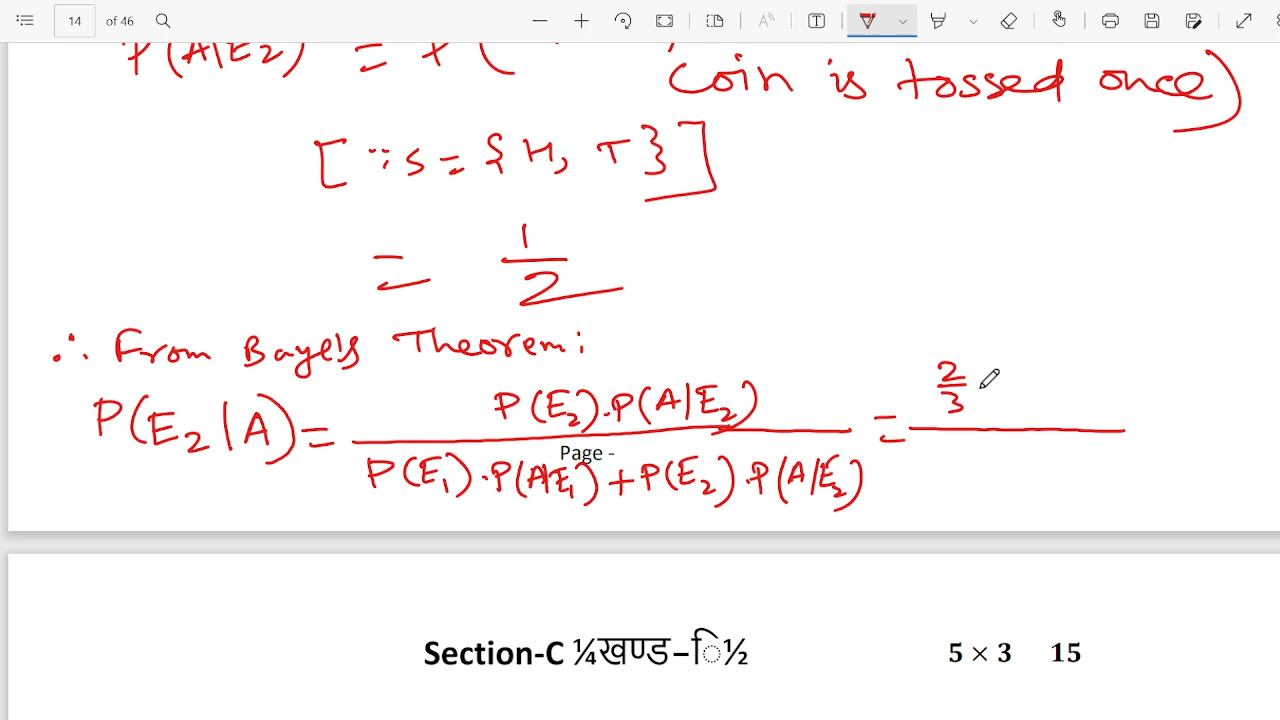 14 of 46
P(A|E2) = P(
coin is tossed once)
[∵ S = {H, T}]
= 1/2
∴ From Baye's Theorem:
P(E2|A) = P(E2).P(A|E2) / P(E1).P(A|E1)+P(E2).P(A|E2) = 2/3
Page -
Section-C ¼खण्ड–ि½ 5 × 3 15